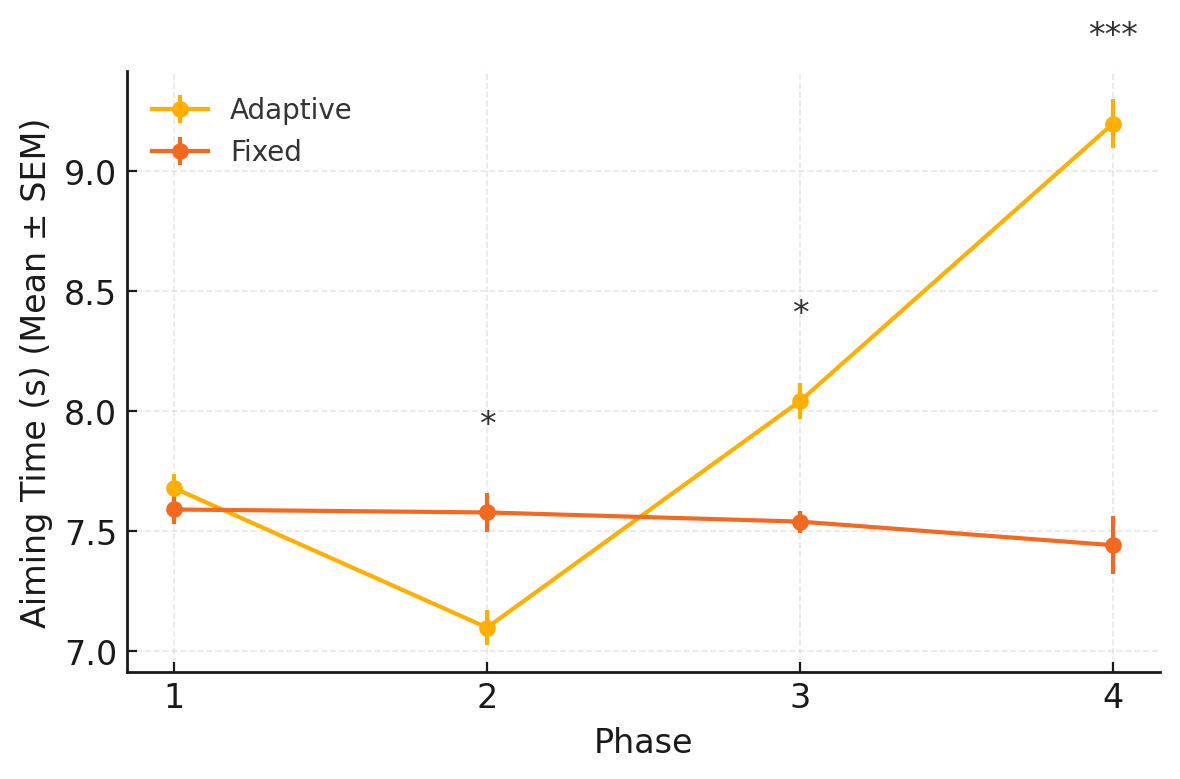 ***
Adaptive
Fixed
9.0
8.5
*
8.0
*
7.5
7.0
Aiming Time (s) (Mean ± SEM)
1 2 3 4
Phase